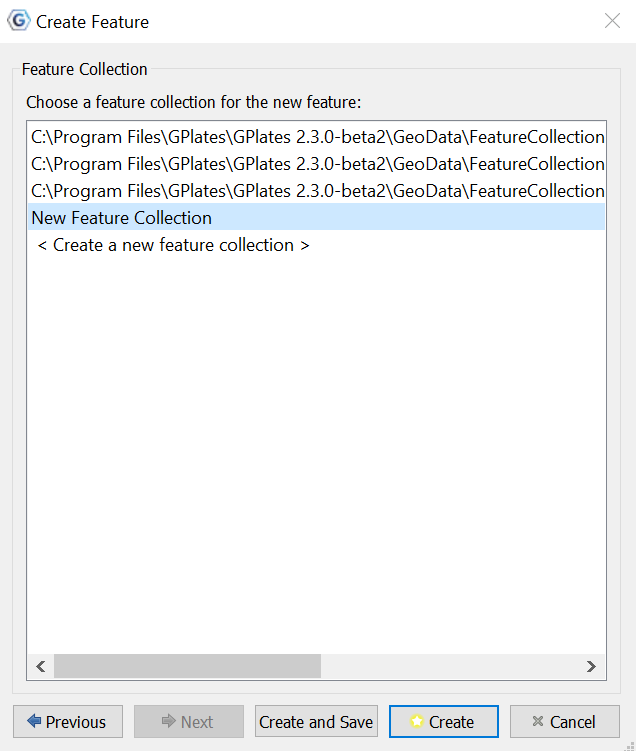 Create Feature
Feature Collection
Choose a feature collection for the new feature:
C:\Program Files\GPlates\GPlates 2.3.0-beta2\GeoData\FeatureCollection
C:\Program Files\GPlates\GPlates 2.3.0-beta2\GeoData\FeatureCollection
C:\Program Files\GPlates\GPlates 2.3.0-beta2\GeoData\FeatureCollection
New Feature Collection
< Create a new feature collection >
Previous Next Create and Save Create Cancel